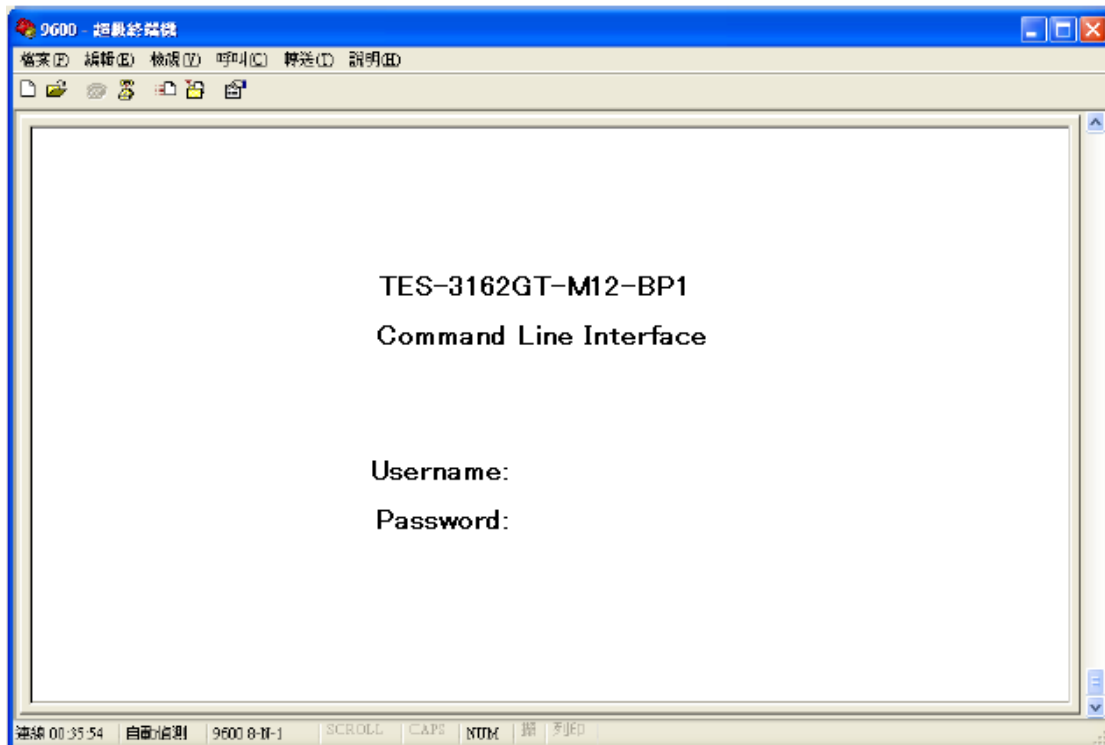 9600 - 超級終端機
檔案(F) 編輯(E) 檢視(V) 呼叫(C) 轉送(T) 說明(H)
TES-3162GT-M12-BP1
Command Line Interface
Username:
Password:
連線 00:35:54 自動偵測 9600 8-N-1 SCROLL CAPS NUM 擷 列印